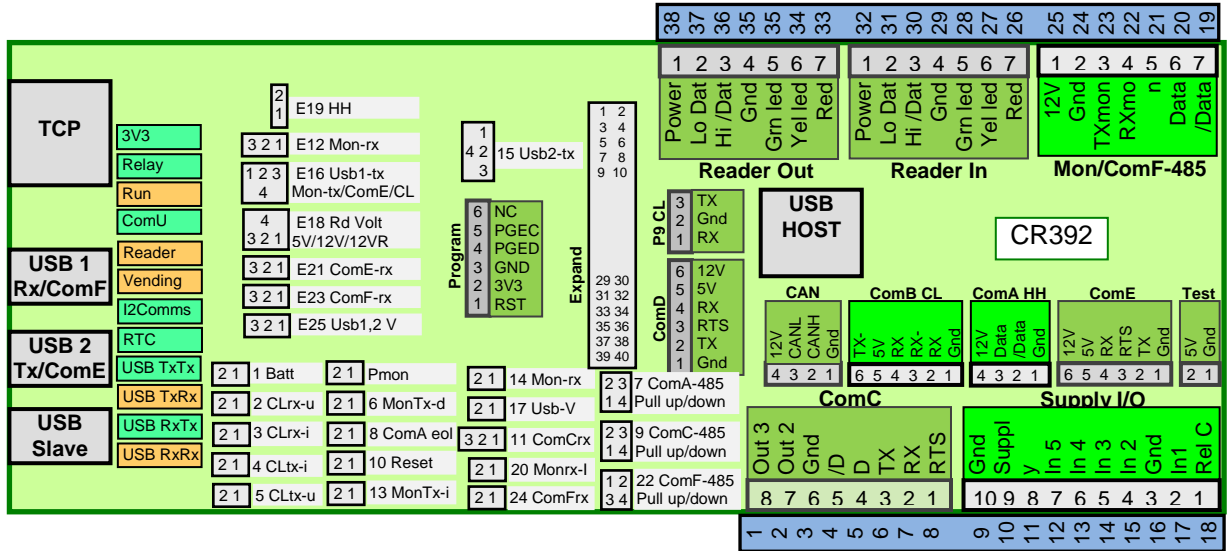 38 37 36 35 35 34 33 32 31 30 29 28 27 26 25 24 23 22 21 20 19
1 2 3 4 5 6 7
Power
Lo Dat
Hi /Dat
Gnd
Grn led
Yel led
Red
Reader Out
1 2 3 4 5 6 7
Power
Lo Dat
Hi /Dat
Gnd
Grn led
Yel led
Red
Reader In
1 2 3 4 5 6 7
12V
Gnd
TXmon
RXmo
n
Data
/Data
Mon/ComF-485
TCP
USB 1
Rx/ComF
USB 2
Tx/ComE
USB
Slave
3V3
Relay
Run
ComU
Reader
Vending
I2Comms
RTC
USB TxTx
USB TxRx
USB RxTx
USB RxRx
2
1
E19 HH
3 2 1
E12 Mon-rx
1 2 3
4
E16 Usb1-tx
Mon-tx/ComE/CL
4
3 2 1
E18 Rd Volt
5V/12V/12VR
3 2 1
E21 ComE-rx
3 2 1
E23 ComF-rx
3 2 1
E25 Usb1,2 V
1
4 2
3
15 Usb2-tx
Program
6 NC
5 PGEC
4 PGED
3 GND
2 3V3
1 RST
Expand
1 2
3 4
5 6
7 8
9 10
29 30
31 32
33 34
35 36
37 38
39 40
P9 CL
3 TX
2 Gnd
1 RX
ComD
6 12V
5 5V
4 RX
3 RTS
2 TX
1 Gnd
USB
HOST
CR392
CAN
12V
CANL
CANH
Gnd
4 3 2 1
ComB CL
TX-
5V
RX
RX-
RX
Gnd
6 5 4 3 2 1
ComA HH
12V
Data
/Data
Gnd
4 3 2 1
ComE
12V
5V
RX
RTS
TX
Gnd
6 5 4 3 2 1
Test
5V
Gnd
2 1
2 1 1 Batt
2 1 2 CLrx-u
2 1 3 CLrx-i
2 1 4 CLtx-i
2 1 5 CLtx-u
2 1 Pmon
2 1 6 MonTx-d
2 1 8 ComA eol
2 1 10 Reset
2 1 13 MonTx-i
2 1 14 Mon-rx
2 1 17 Usb-V
3 2 1 11 ComCrx
2 1 20 Monrx-I
2 1 24 ComFrx
2 3 7 ComA-485
1 4 Pull up/down
2 3 9 ComC-485
1 4 Pull up/down
1 2 22 ComF-485
3 4 Pull up/down
ComC
Out 3
Out 2
Gnd
/D
D
TX
RX
RTS
8 7 6 5 4 3 2 1
Supply I/O
Gnd
Suppl
y
In 5
In 4
In 3
In 2
Gnd
In1
Rel C
10 9 8 7 6 5 4 3 2 1
1 2 3 4 5 6 7 8 9 10 11 12 13 14 15 16 17 18